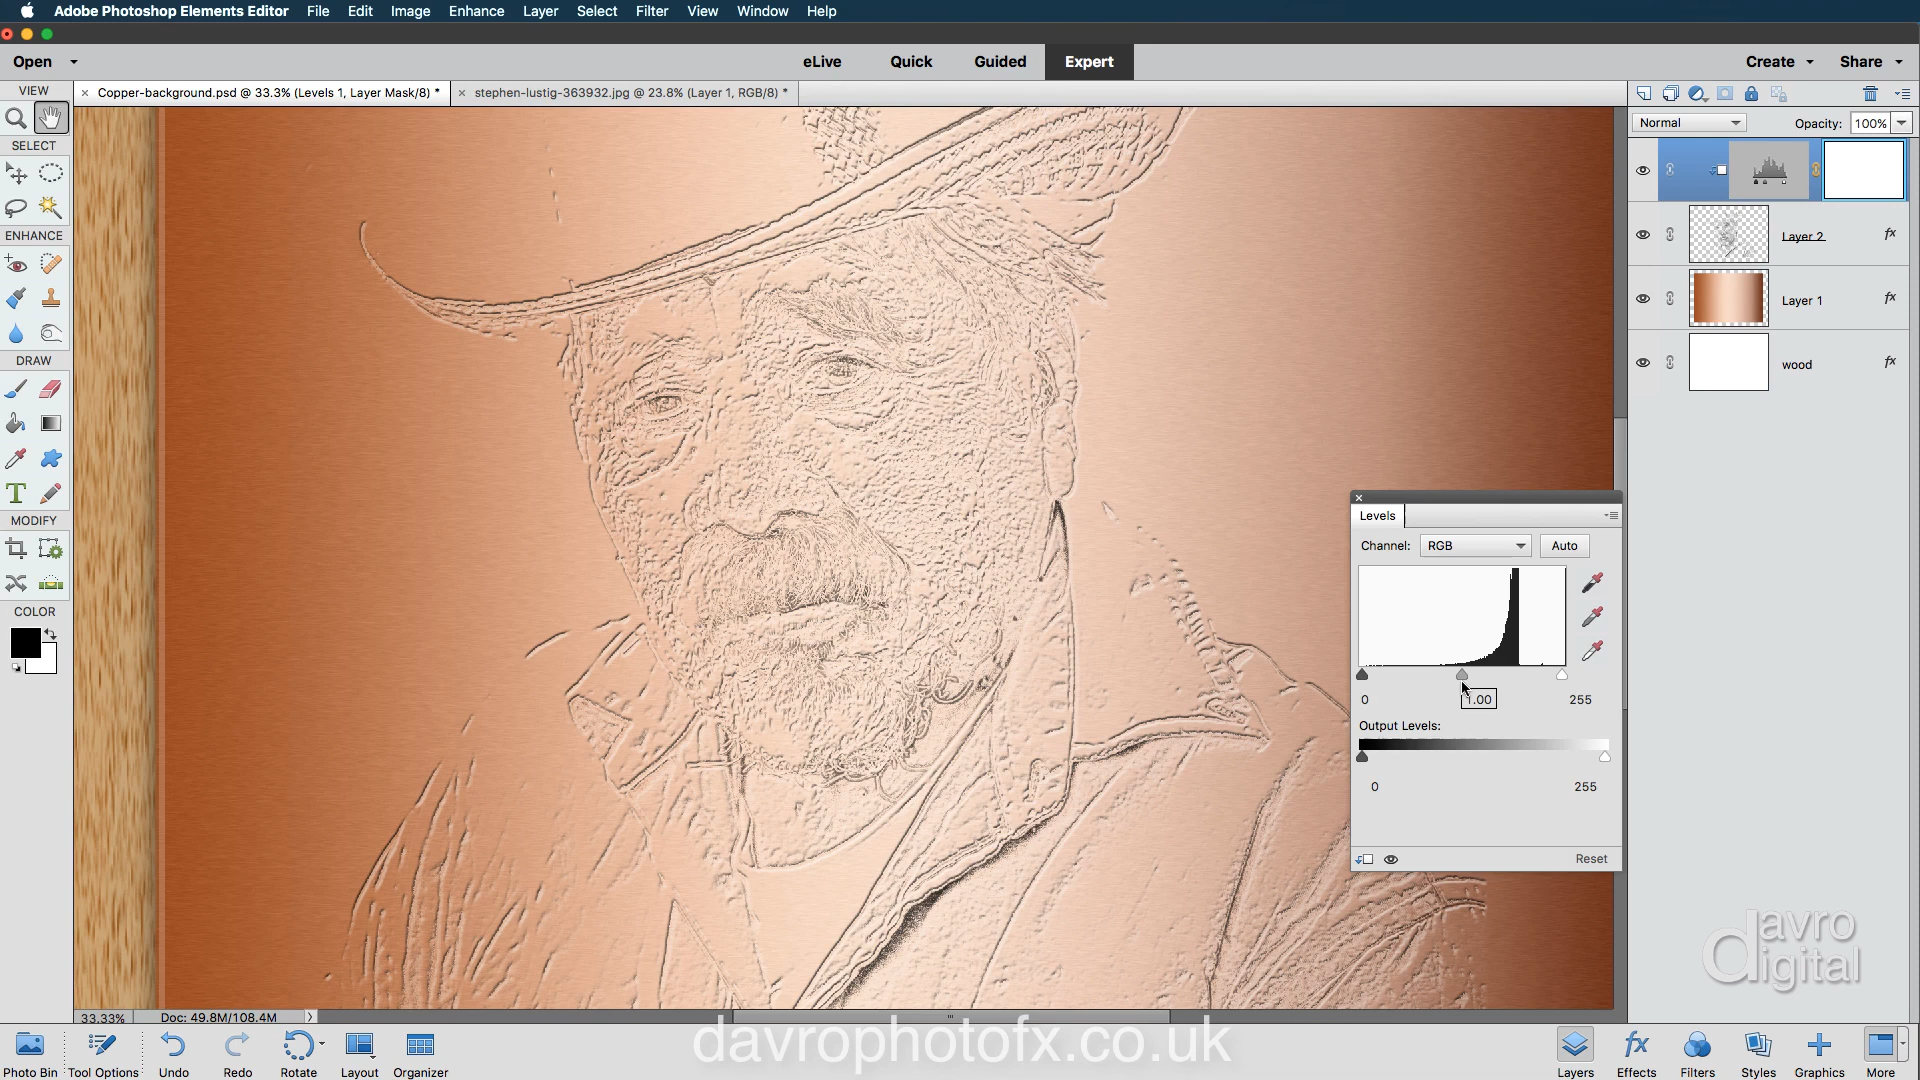 Adobe Photoshop Elements Editor File Edit Image Enhance Layer Select Filter View Window Help
Open eLive Quick Guided Expert Create Share
VIEW
× Copper-background.psd @ 33.3% (Levels 1, Layer Mask/8) * × stephen-lustig-363932.jpg @ 23.8% (Layer 1, RGB/8) *
Normal Opacity: 100%
SELECT
ENHANCE
Layer 2 fx
Layer 1 fx
DRAW
wood fx
T
MODIFY
Levels
Channel: RGB Auto
COLOR
0 1.00 255
Output Levels:
0 255
Reset
davro
digital
33.33% Doc: 49.8M/108.4M
davrophotofx.co.uk
fx
Photo Bin Tool Options Undo Redo Rotate Layout Organizer Layers Effects Filters Styles Graphics More